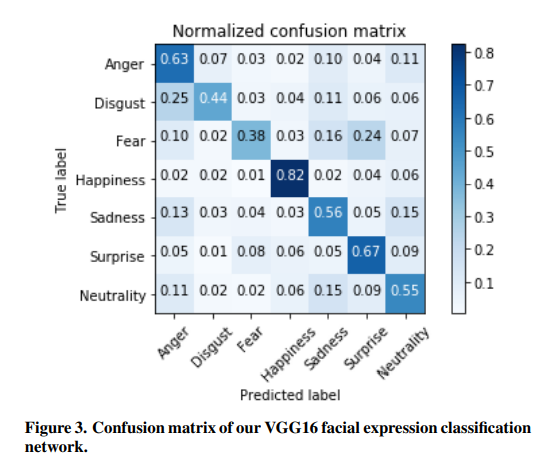 Normalized confusion matrix
Anger 0.63 0.07 0.03 0.02 0.10 0.04 0.11
Disgust 0.25 0.44 0.03 0.04 0.11 0.06 0.06
Fear 0.10 0.02 0.38 0.03 0.16 0.24 0.07
Happiness 0.02 0.02 0.01 0.82 0.02 0.04 0.06
Sadness 0.13 0.03 0.04 0.03 0.56 0.05 0.15
Surprise 0.05 0.01 0.08 0.06 0.05 0.67 0.09
Neutrality 0.11 0.02 0.02 0.06 0.15 0.09 0.55
True label
Anger Disgust Fear Happiness Sadness Surprise Neutrality
Predicted label
0.8
0.7
0.6
0.5
0.4
0.3
0.2
0.1
Figure 3. Confusion matrix of our VGG16 facial expression classification
network.